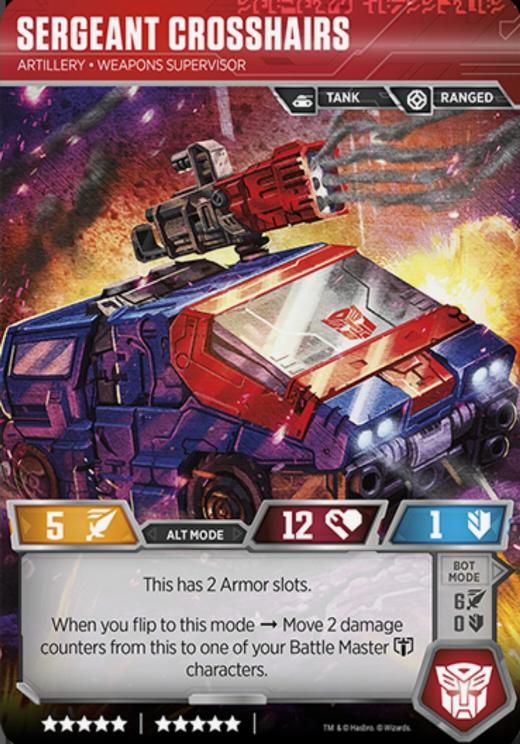 SERGEANT CROSSHAIRS
ARTILLERY • WEAPONS SUPERVISOR
TANK
RANGED
5
ALT MODE
12
1
This has 2 Armor slots.
When you flip to this mode → Move 2 damage
counters from this to one of your Battle Master
characters.
BOT
MODE
6
0
★★★★★ | ★★★★★ |
TM & © Hasbro. © Wizards.